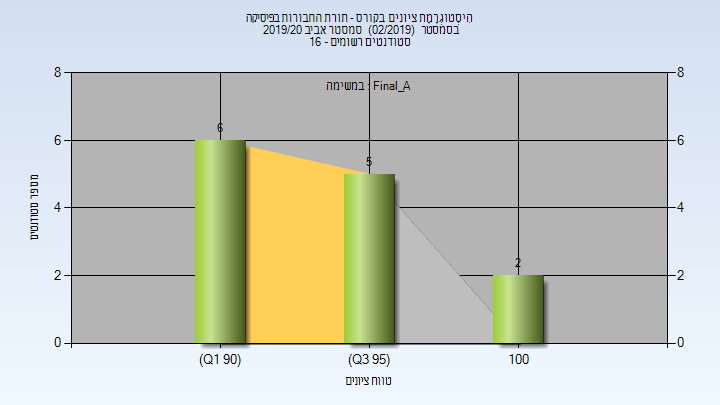 היסטוגרמת ציונים בקורס - תורת החבורות בפיסיקה
בסמסטר (02/2019) סמסטר אביב 2019/20
סטודנטים רשומים - 16
במשימה : Final_A
מספר סטודנטים
8
6
4
2
0
8
6
4
2
0
6
5
2
(Q1 90)
(Q3 95)
100
טווח ציונים